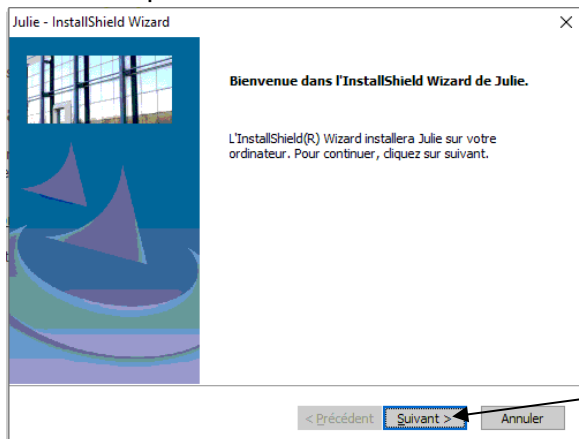 Julie - InstallShield Wizard
Bienvenue dans l'InstallShield Wizard de Julie.
L'InstallShield(R) Wizard installera Julie sur votre
ordinateur. Pour continuer, cliquez sur suivant.
< Précédent Suivant > Annuler